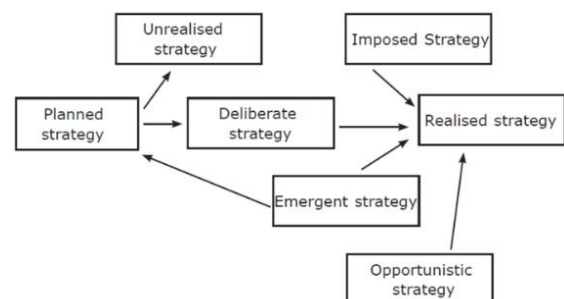 Unrealised
strategy
Imposed Strategy
Planned
strategy
Deliberate
strategy
Realised strategy
Emergent strategy
Opportunistic
strategy